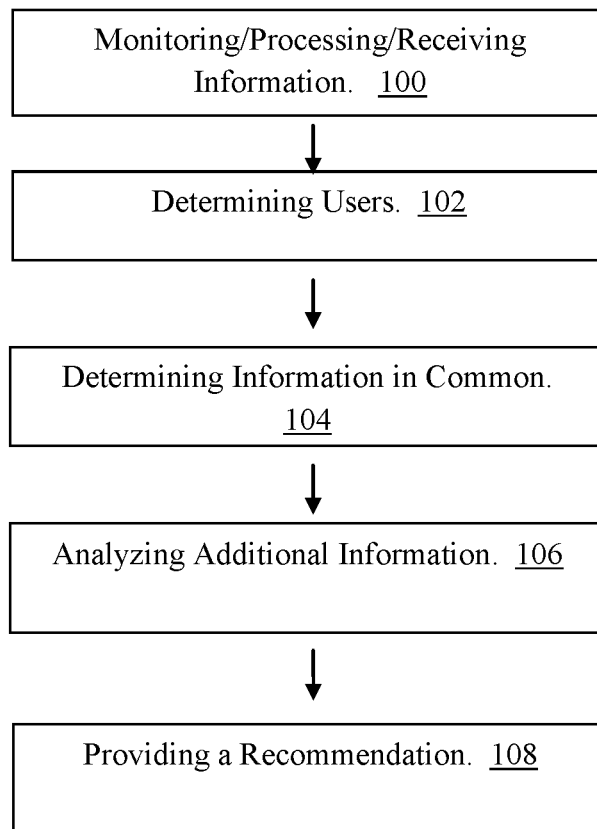 Monitoring/Processing/Receiving
Information. 100
Determining Users. 102
Determining Information in Common.
104
Analyzing Additional Information. 106
Providing a Recommendation. 108